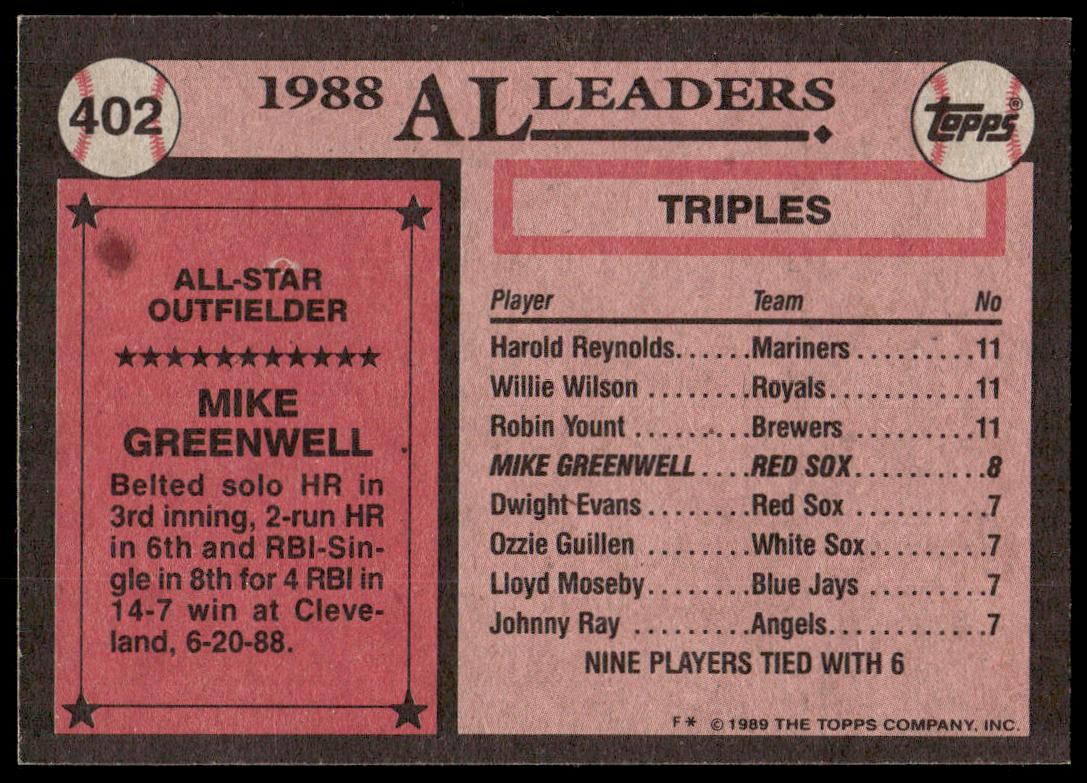 402
1988 AL LEADERS
Topps®
ALL-STAR
OUTFIELDER
MIKE
GREENWELL
Belted solo HR in
3rd inning, 2-run HR
in 6th and RBI-Sin-
gle in 8th for 4 RBI in
14-7 win at Cleve-
land, 6-20-88.
TRIPLES
Player Team No
Harold Reynolds......Mariners.........11
Willie Wilson .......Royals...........11
Robin Yount ........Brewers .........11
MIKE GREENWELL ....RED SOX..........8
Dwight Evans.......Red Sox ..........7
Ozzie Guillen .......White Sox.........7
Lloyd Moseby.......Blue Jays .........7
Johnny Ray ........Angels............7
NINE PLAYERS TIED WITH 6
F* © 1989 THE TOPPS COMPANY, INC.